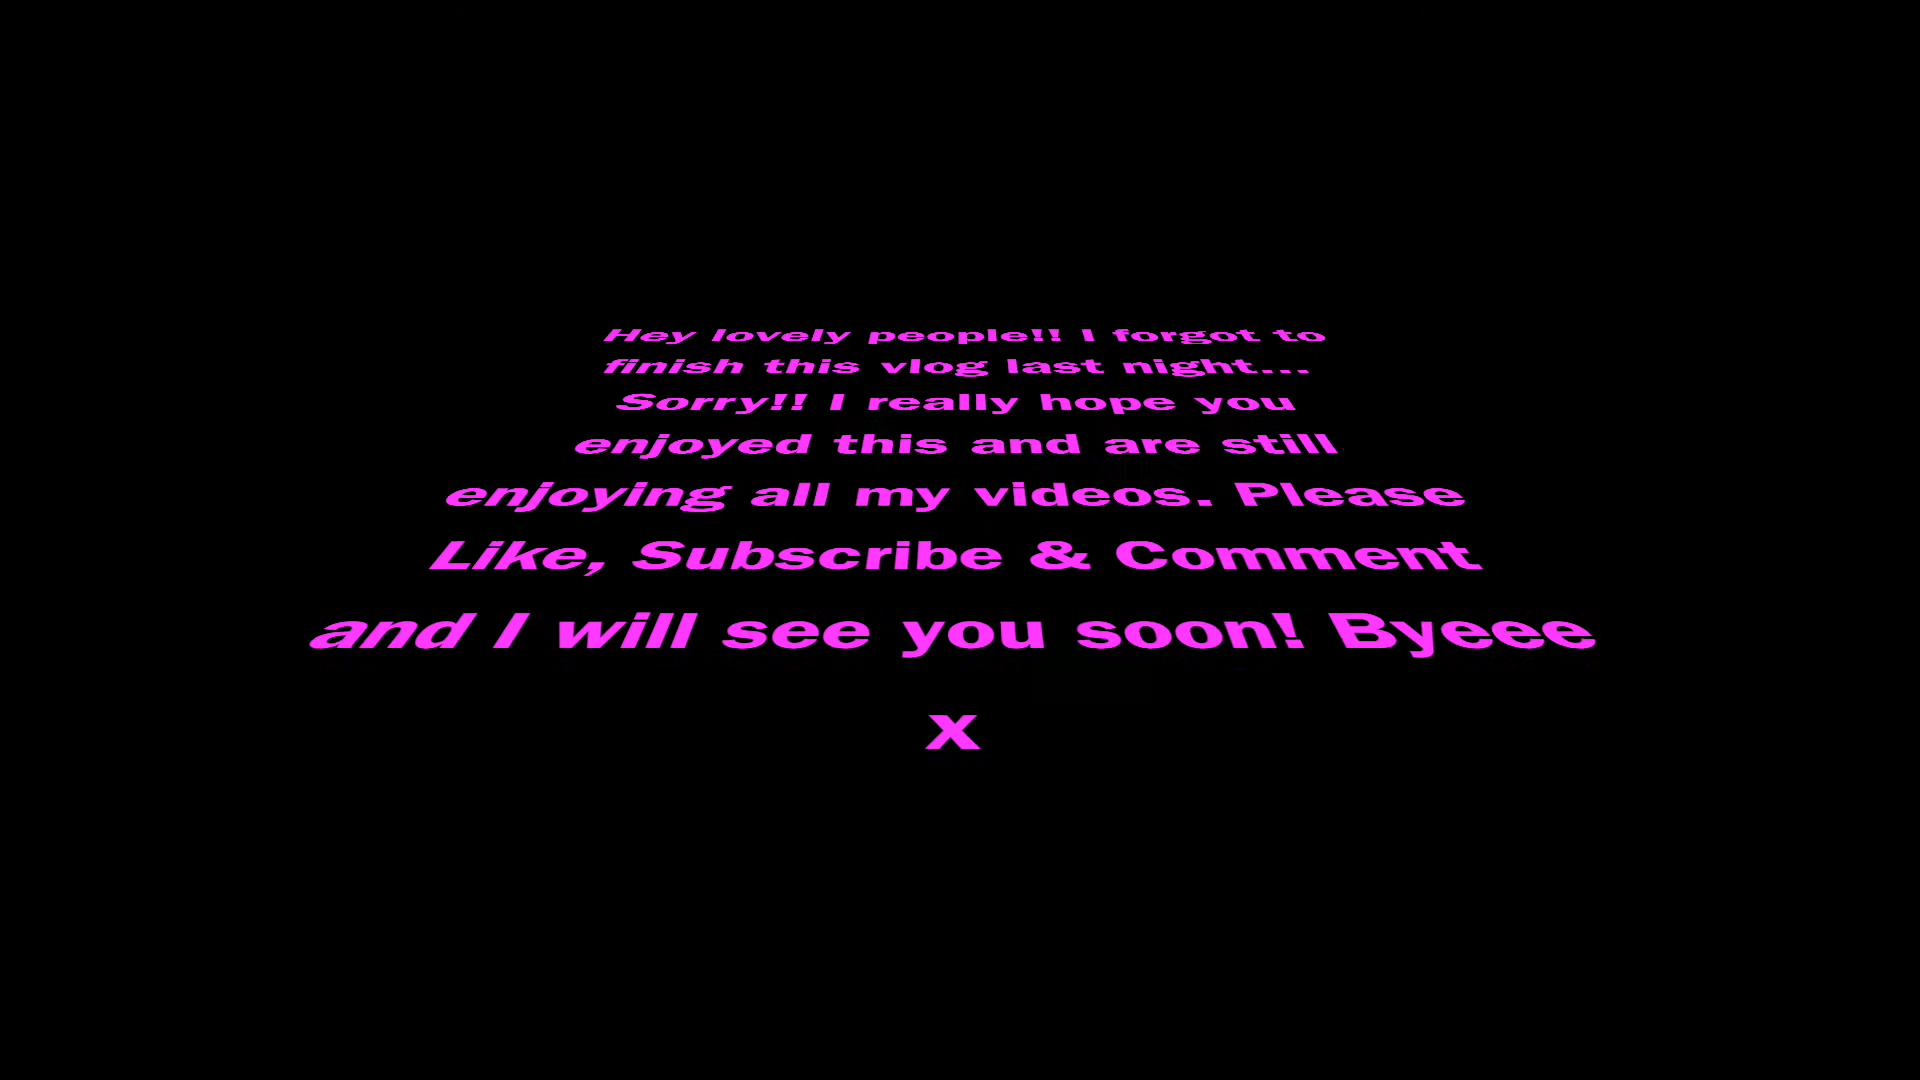 Hey lovely people!! I forgot to
finish this vlog last night...
Sorry!! I really hope you
enjoyed this and are still
enjoying all my videos. Please
Like, Subscribe & Comment
and I will see you soon! Byeee
x